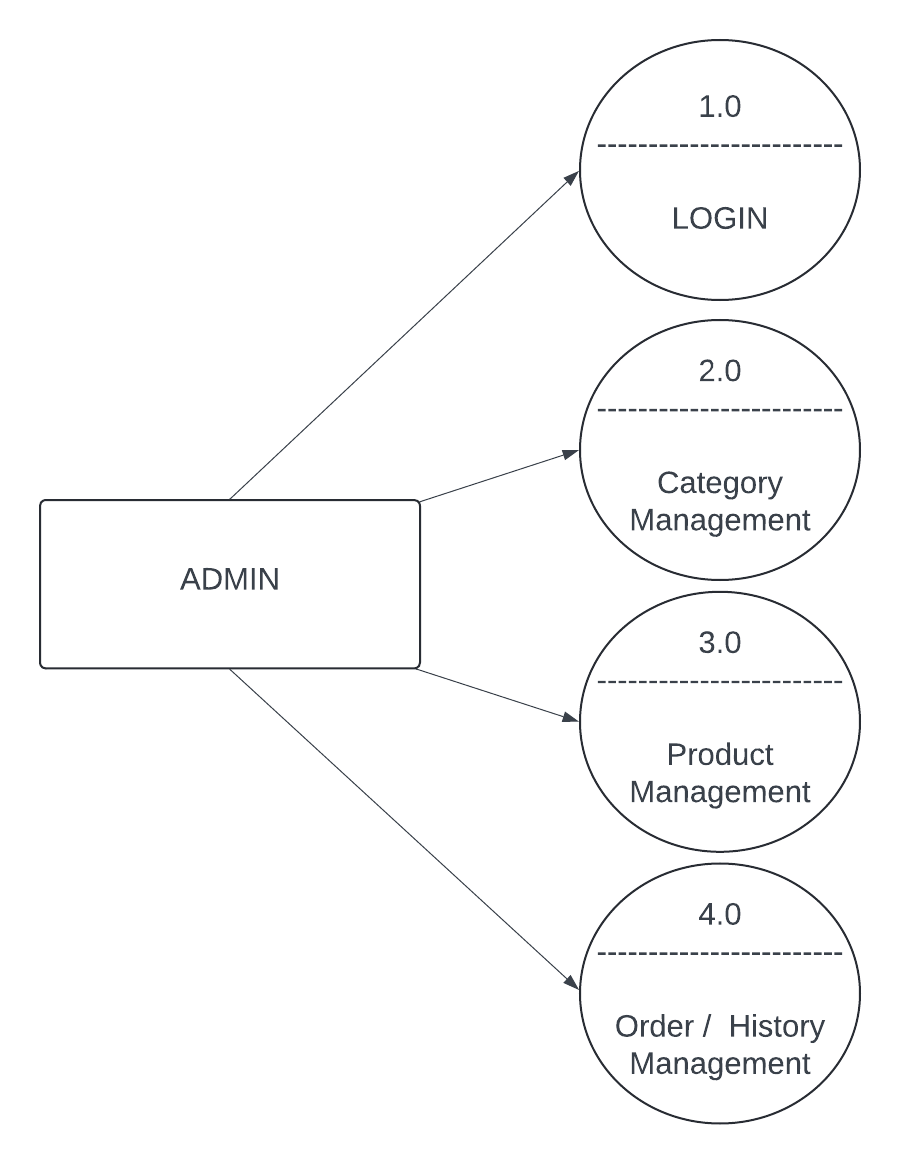 1.0
LOGIN
2.0
Category
Management
ADMIN
3.0
Product
Management
4.0
Order /  History
Management